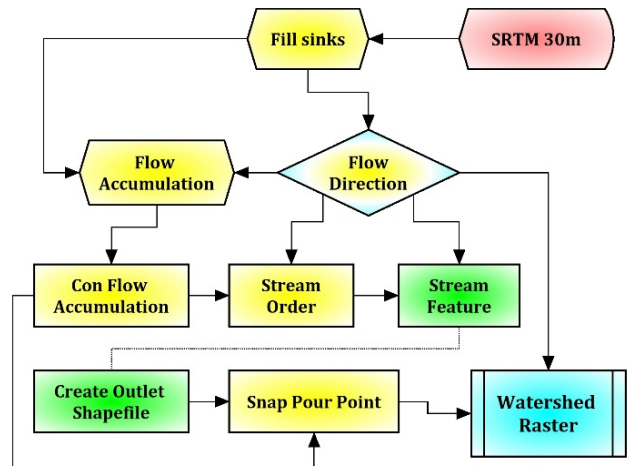 Fill sinks
SRTM 30m
Flow
Accumulation
Flow
Direction
Con Flow
Accumulation
Stream
Order
Stream
Feature
Create Outlet
Shapefile
Snap Pour Point
Watershed
Raster